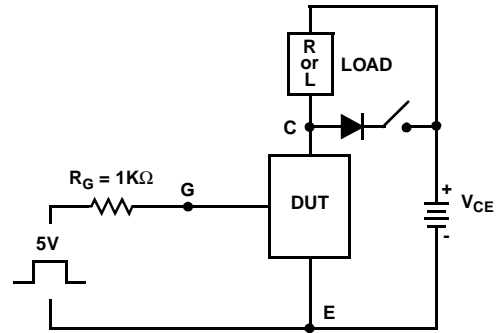 R
or
L
LOAD
C
R_G = 1KΩ
G
DUT
+
V_CE
-
5V
E